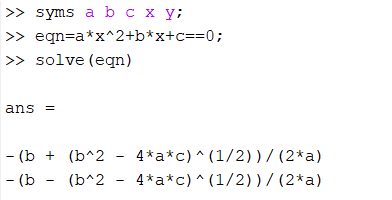 >> syms a b c x y;
>> eqn=a*x^2+b*x+c==0;
>> solve(eqn)
ans =
-(b + (b^2 - 4*a*c)^(1/2))/(2*a)
-(b - (b^2 - 4*a*c)^(1/2))/(2*a)